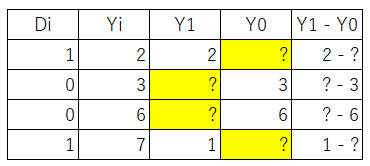 Di Yi Y1 Y0 Y1 - Y0
1 2 2 ? 2 - ?
0 3 ? 3 ? - 3
0 6 ? 6 ? - 6
1 7 1 ? 1 - ?